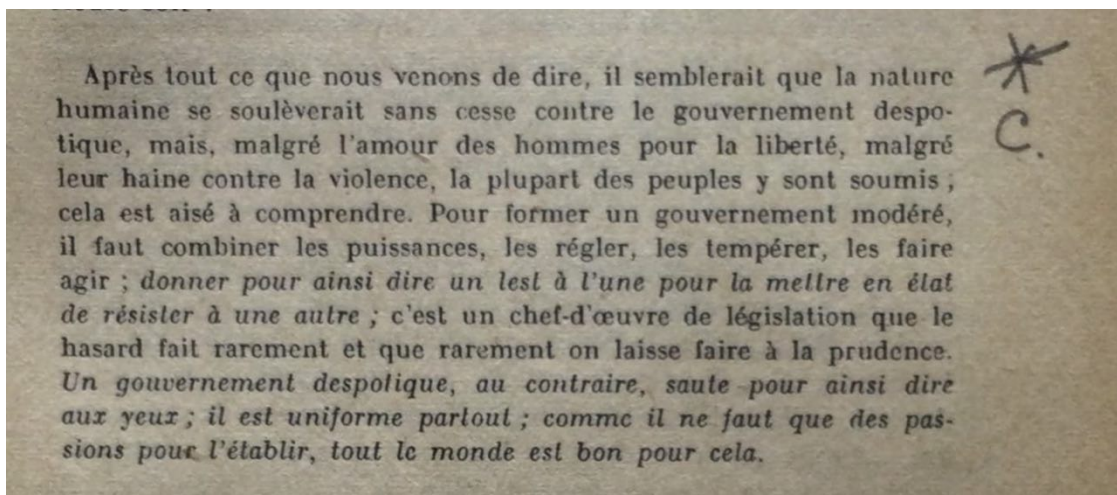 Après tout ce que nous venons de dire, il semblerait que la nature
humaine se soulèverait sans cesse contre le gouvernement despo-
tique, mais, malgré l'amour des hommes pour la liberté, malgré
leur haine contre la violence, la plupart des peuples y sont soumis ;
cela est aisé à comprendre. Pour former un gouvernement modéré,
il faut combiner les puissances, les régler, les tempérer, les faire
agir ; donner pour ainsi dire un lest à l'une pour la mettre en état
de résister à une autre ; c'est un chef-d'œuvre de législation que le
hasard fait rarement et que rarement on laisse faire à la prudence.
Un gouvernement despotique, au contraire, saute pour ainsi dire
aux yeux ; il est uniforme partout ; comme il ne faut que des pas-
sions pour l'établir, tout le monde est bon pour cela.
*
C.